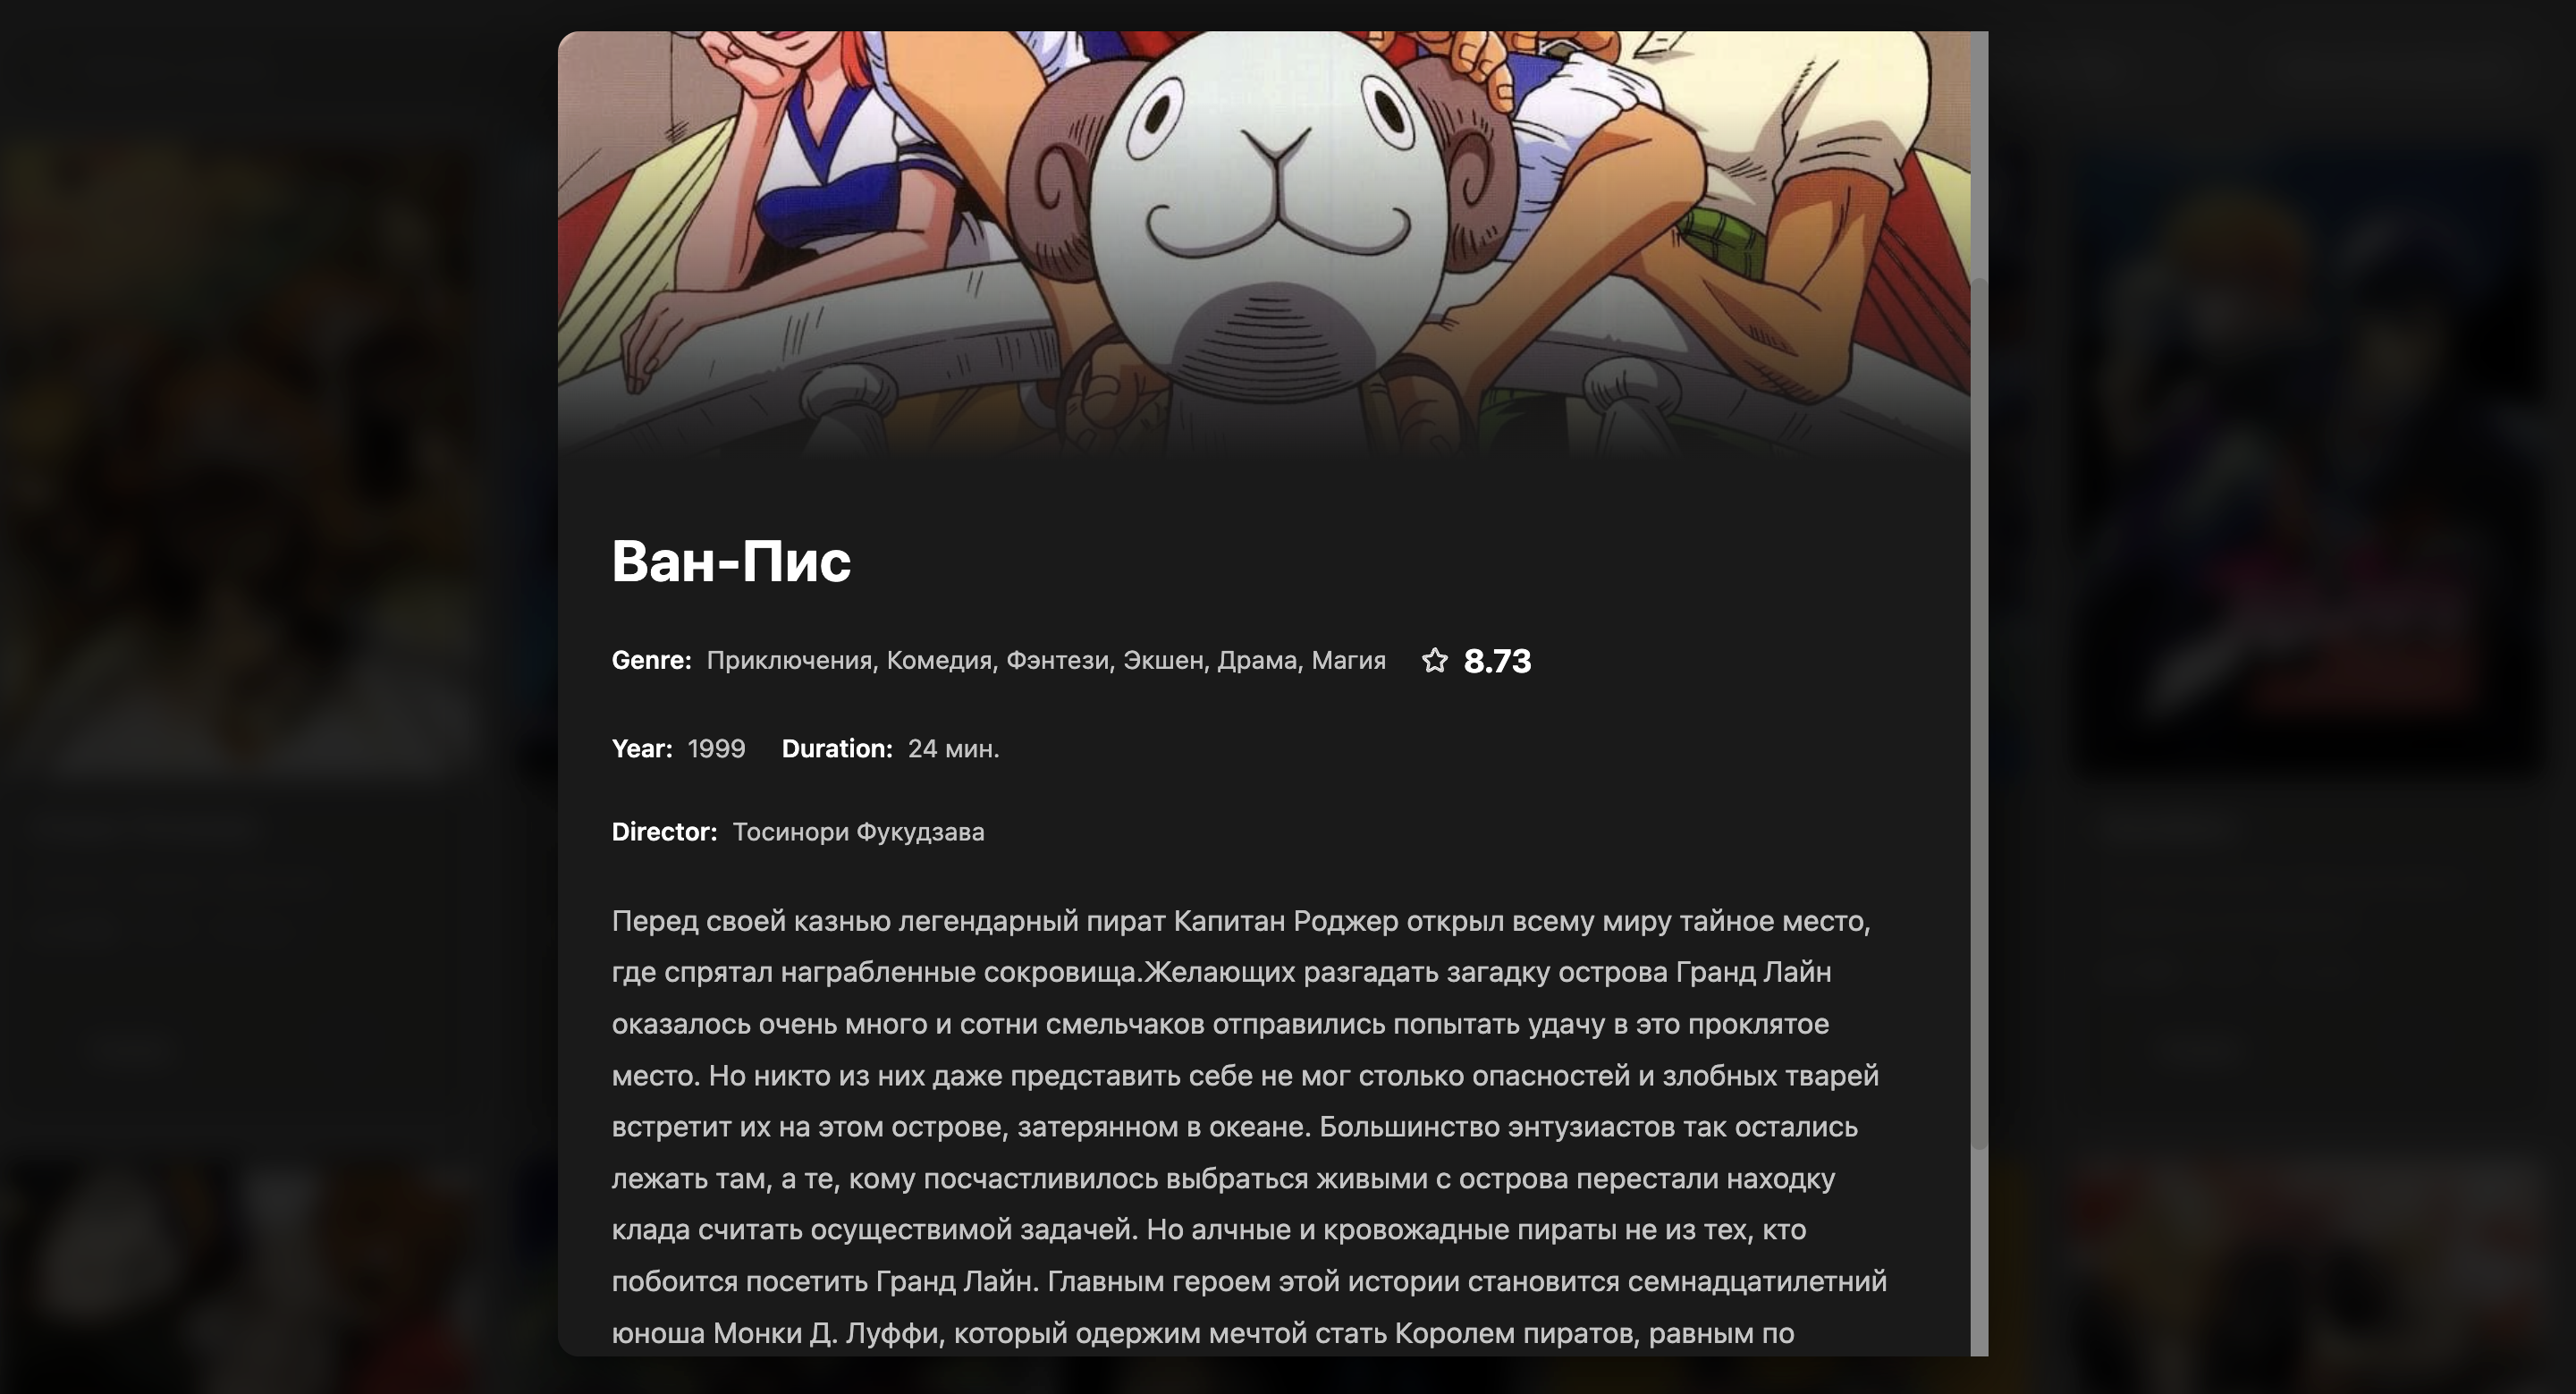 Ван-Пис
Genre: Приключения, Комедия, Фэнтези, Экшен, Драма, Магия 8.73
Year: 1999 Duration: 24 мин.
Director: Тосинори Фукудзава
Перед своей казнью легендарный пират Капитан Роджер открыл всему миру тайное место,
где спрятал награбленные сокровища.Желающих разгадать загадку острова Гранд Лайн
оказалось очень много и сотни смельчаков отправились попытать удачу в это проклятое
место. Но никто из них даже представить себе не мог столько опасностей и злобных тварей
встретит их на этом острове, затерянном в океане. Большинство энтузиастов так остались
лежать там, а те, кому посчастливилось выбраться живыми с острова перестали находку
клада считать осуществимой задачей. Но алчные и кровожадные пираты не из тех, кто
побоится посетить Гранд Лайн. Главным героем этой истории становится семнадцатилетний
юноша Монки Д. Луффи, который одержим мечтой стать Королем пиратов, равным по